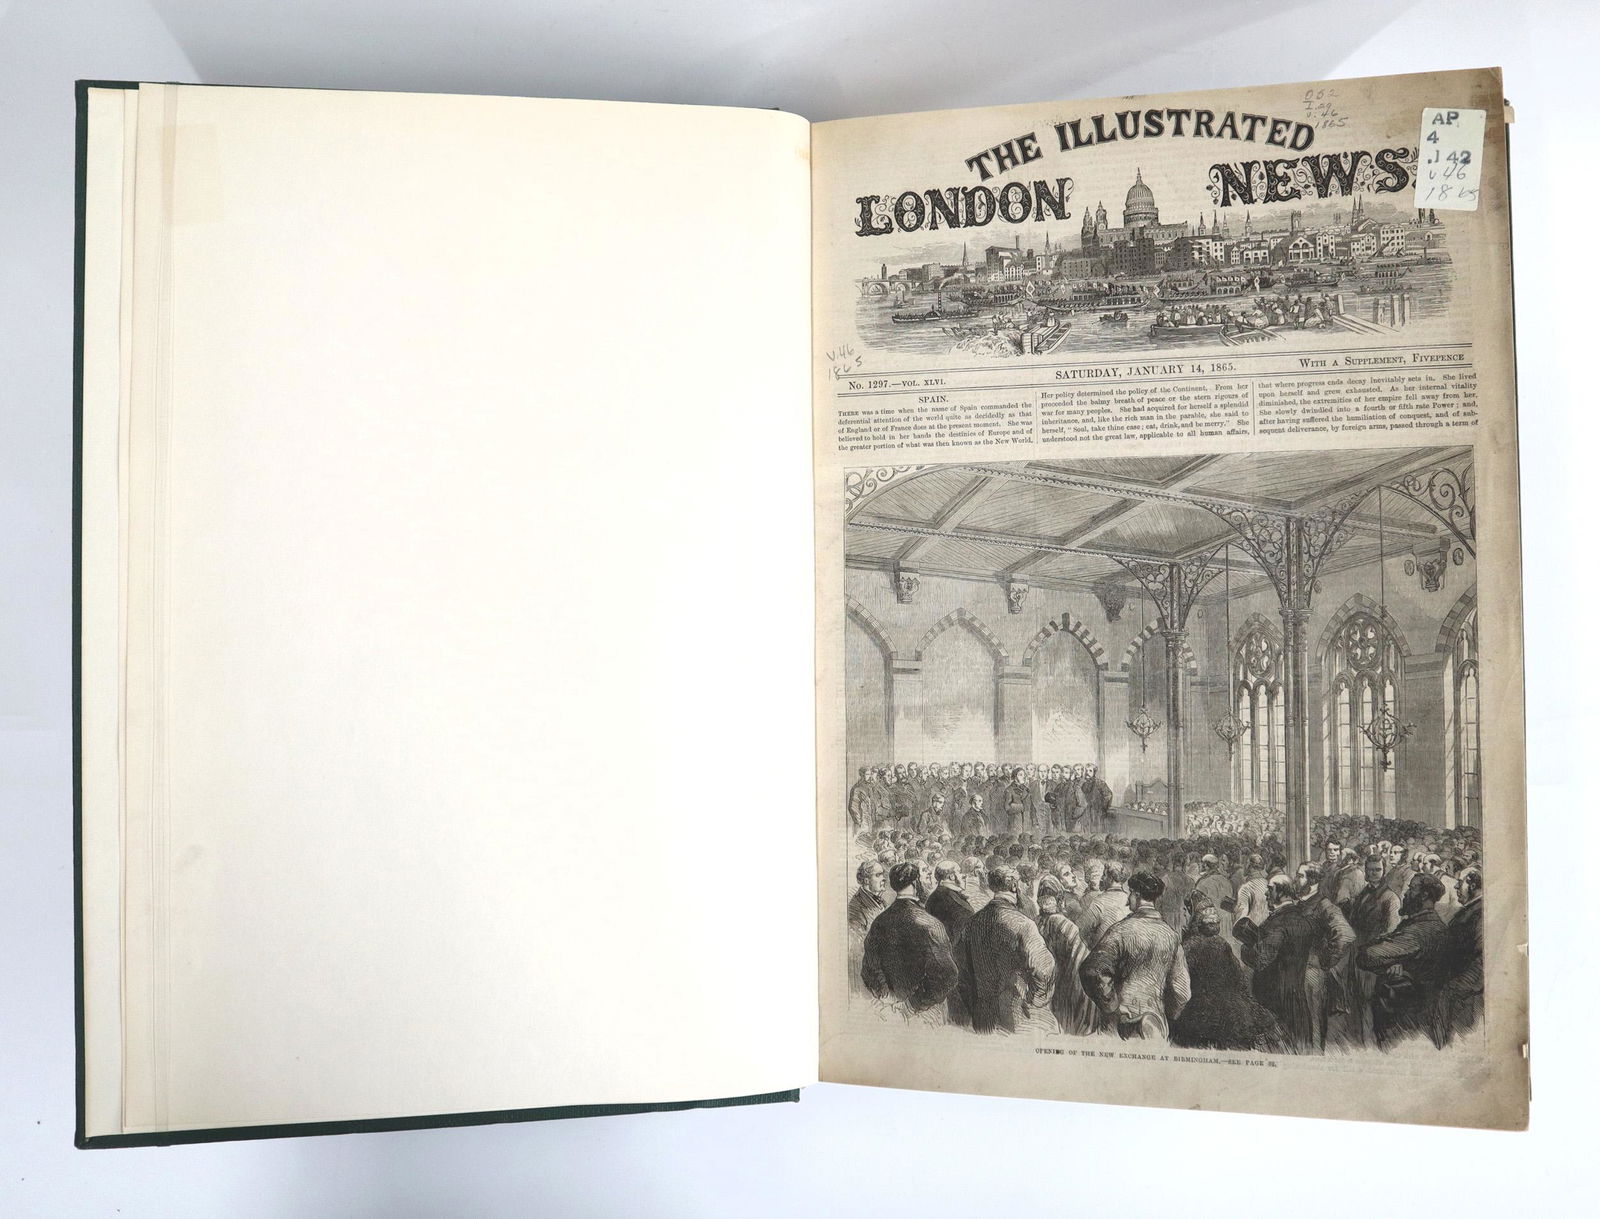 D52
I.29
v.46
1865
AP
4
.I42
v46
1865
THE ILLUSTRATED
LONDON NEWS
v.46
1865
No. 1297.—VOL. XLVI.
SATURDAY, JANUARY 14, 1865.
WITH A SUPPLEMENT, FIVEPENCE
SPAIN.
THERE was a time when the name of Spain commanded the
deferential attention of the world quite as decidedly as that
of England or of France does at the present moment. She was
believed to hold in her hands the destinies of Europe and of
the greater portion of what was then known as the New World.
Her policy determined the policy of the Continent. From her
proceeded the balmy breath of peace or the stern rigours of
war for many peoples. She had acquired for herself a splendid
inheritance, and, like the rich man in the parable, she said to
herself, "Soul, take thine ease; eat, drink, and be merry." She
understood not the great law, applicable to all human affairs,
that where progress ends decay inevitably sets in. She lived
upon herself and grew exhausted. As her internal vitality
diminished, the extremities of her empire fell away from her.
She slowly dwindled into a fourth or fifth rate Power; and,
after having suffered the humiliation of conquest, and of sub-
sequent deliverance, by foreign arms, passed through a term of
OPENING OF THE NEW EXCHANGE AT BIRMINGHAM.—SEE PAGE